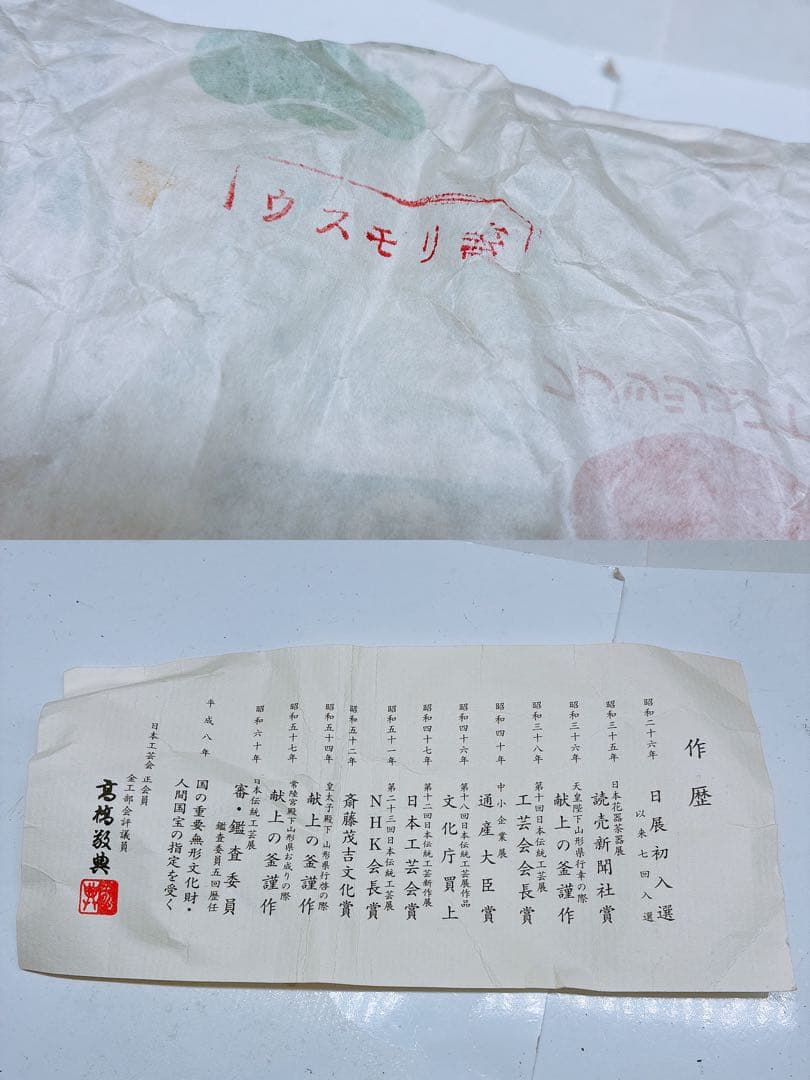 ウスモリ
作歴
昭和二十六年 日展初入選
以来七回入選
昭和三十五年 日本花器茶器展
読売新聞社賞
昭和三十六年 天皇陛下山形県行幸の際
献上の釜謹作
昭和三十八年 第十回日本伝統工芸展
工芸会会長賞
昭和四十年 中小企業展
通産大臣賞
昭和四十六年 第十八回日本伝統工芸展作品
文化庁買上
昭和四十七年 第十二回日本伝統工芸新作展
日本工芸会賞
昭和五十一年 第二十三回日本伝統工芸展
NHK会長賞
昭和五十二年 斎藤茂吉文化賞
昭和五十四年 皇太子殿下 山形県行啓の際
献上の釜謹作
昭和五十七年 常陸宮殿下山形県お成りの際
献上の釜謹作
昭和六十年 日本伝統工芸展
審・鑑査委員
鑑査委員五回歴任
平成八年 国の重要無形文化財・
人間国宝の指定を受く
日本工芸会 正会員
金工部会評議員
高橋敬典